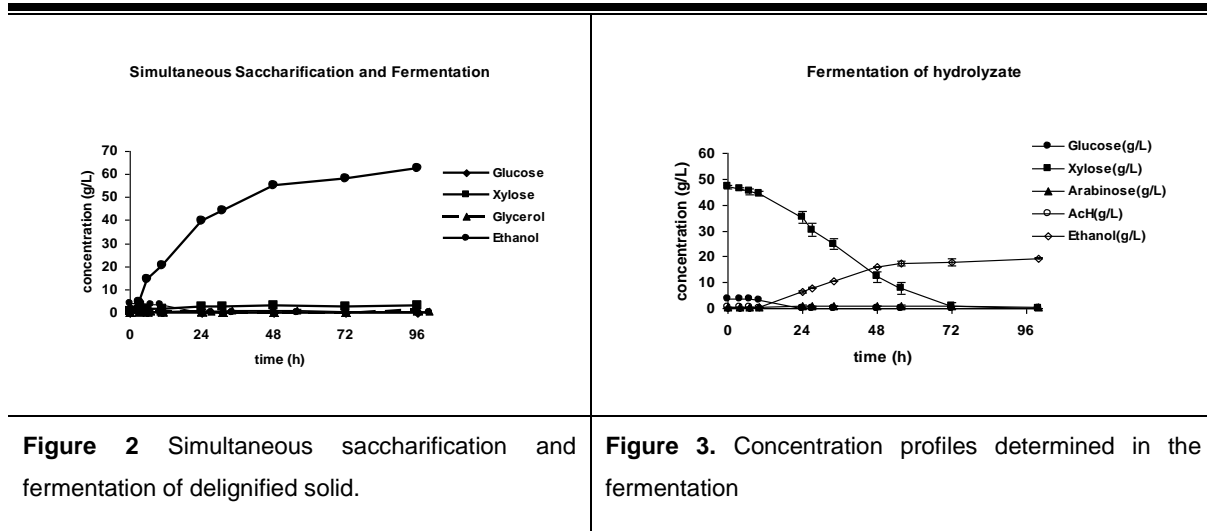 Simultaneous Saccharification and Fermentation
concentration (g/L)
70
60
50
40
30
20
10
0
0 24 48 72 96
time (h)
Glucose
Xylose
Glycerol
Ethanol
Figure 2 Simultaneous saccharification and
fermentation of delignified solid.
Fermentation of hydrolyzate
concentration (g/L)
60
50
40
30
20
10
0
0 24 48 72 96
time (h)
Glucose(g/L)
Xylose(g/L)
Arabinose(g/L)
AcH(g/L)
Ethanol(g/L)
Figure 3. Concentration profiles determined in the
fermentation